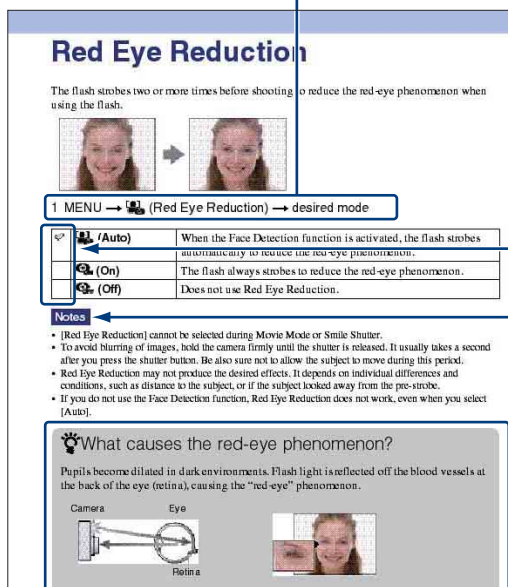 Red Eye Reduction
The flash strobes two or more times before shooting to reduce the red-eye phenomenon when
using the flash.
1 MENU → (Red Eye Reduction) → desired mode
(Auto) When the Face Detection function is activated, the flash strobes
automatically to reduce the red-eye phenomenon.
(On) The flash always strobes to reduce the red-eye phenomenon.
(Off) Does not use Red Eye Reduction.
Notes
• [Red Eye Reduction] cannot be selected during Movie Mode or Smile Shutter.
• To avoid blurring of images, hold the camera firmly until the shutter is released. It usually takes a second
after you press the shutter button. Be also sure not to allow the subject to move during this period.
• Red Eye Reduction may not produce the desired effects. It depends on individual differences and
conditions, such as distance to the subject, or if the subject looked away from the pre-strobe.
• If you do not use the Face Detection function, Red Eye Reduction does not work, even when you select
[Auto].
What causes the red-eye phenomenon?
Pupils become dilated in dark environments. Flash light is reflected off the blood vessels at
the back of the eye (retina), causing the “red-eye” phenomenon.
Camera Eye
Retina